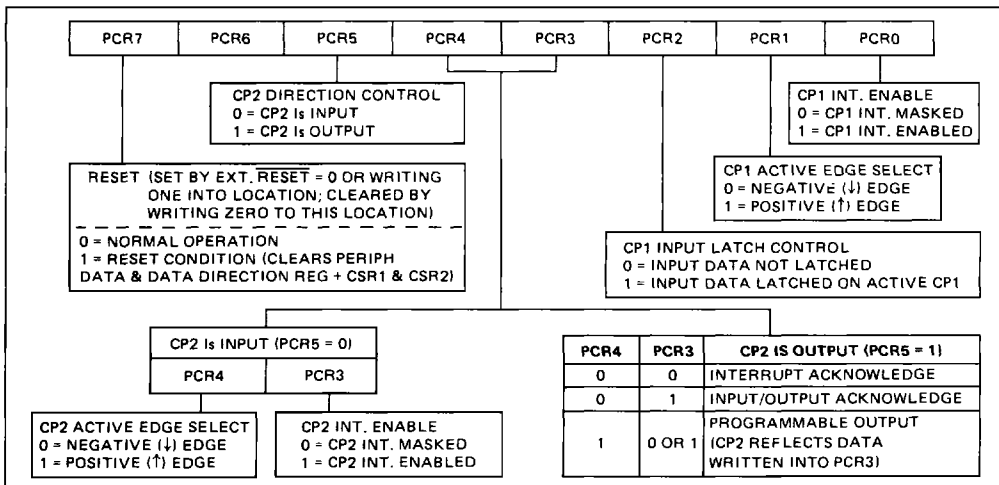 PCR7 PCR6 PCR5 PCR4 PCR3 PCR2 PCR1 PCR0
CP2 DIRECTION CONTROL
0 = CP2 Is INPUT
1 = CP2 Is OUTPUT
CP1 INT. ENABLE
0 = CP1 INT. MASKED
1 = CP1 INT. ENABLED
RESET (SET BY EXT. RESET = 0 OR WRITING
ONE INTO LOCATION; CLEARED BY
WRITING ZERO TO THIS LOCATION)
0 = NORMAL OPERATION
1 = RESET CONDITION (CLEARS PERIPH
DATA & DATA DIRECTION REG + CSR1 & CSR2)
CP1 ACTIVE EDGE SELECT
0 = NEGATIVE (↓) EDGE
1 = POSITIVE (↑) EDGE
CP1 INPUT LATCH CONTROL
0 = INPUT DATA NOT LATCHED
1 = INPUT DATA LATCHED ON ACTIVE CP1
CP2 Is INPUT (PCR5 = 0)
PCR4 PCR3
CP2 ACTIVE EDGE SELECT
0 = NEGATIVE (↓) EDGE
1 = POSITIVE (↑) EDGE
CP2 INT. ENABLE
0 = CP2 INT. MASKED
1 = CP2 INT. ENABLED
PCR4 PCR3 CP2 IS OUTPUT (PCR5 = 1)
0 0 INTERRUPT ACKNOWLEDGE
0 1 INPUT/OUTPUT ACKNOWLEDGE
PROGRAMMABLE OUTPUT
1 0 OR 1 (CP2 REFLECTS DATA
WRITTEN INTO PCR3)